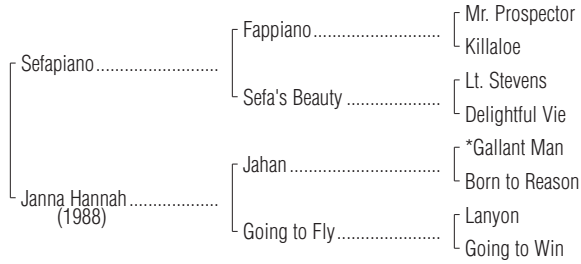 Mr. Prospector
Fappiano
Killaloe
Sefapiano
Lt. Stevens
Sefa's Beauty
Delightful Vie
*Gallant Man
Jahan
Born to Reason
Janna Hannah
(1988)
Lanyon
Going to Fly
Going to Win